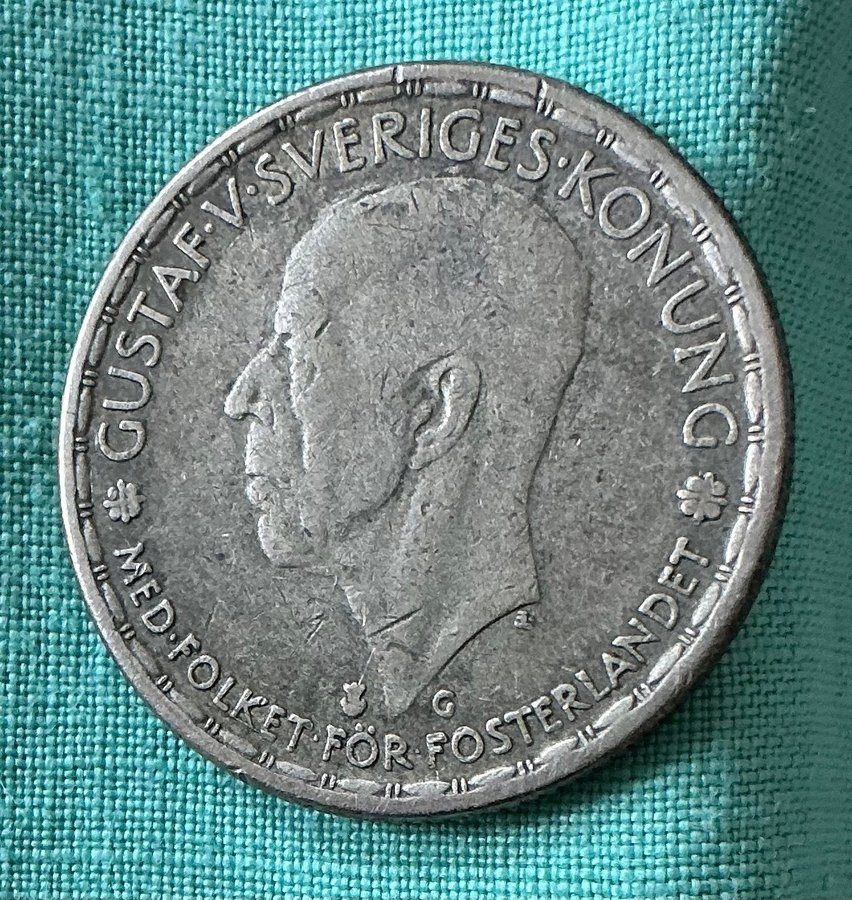 GUSTAF·V·SVERIGES·KONUNG
MED·FOLKET·FÖR·FOSTERLANDET
G